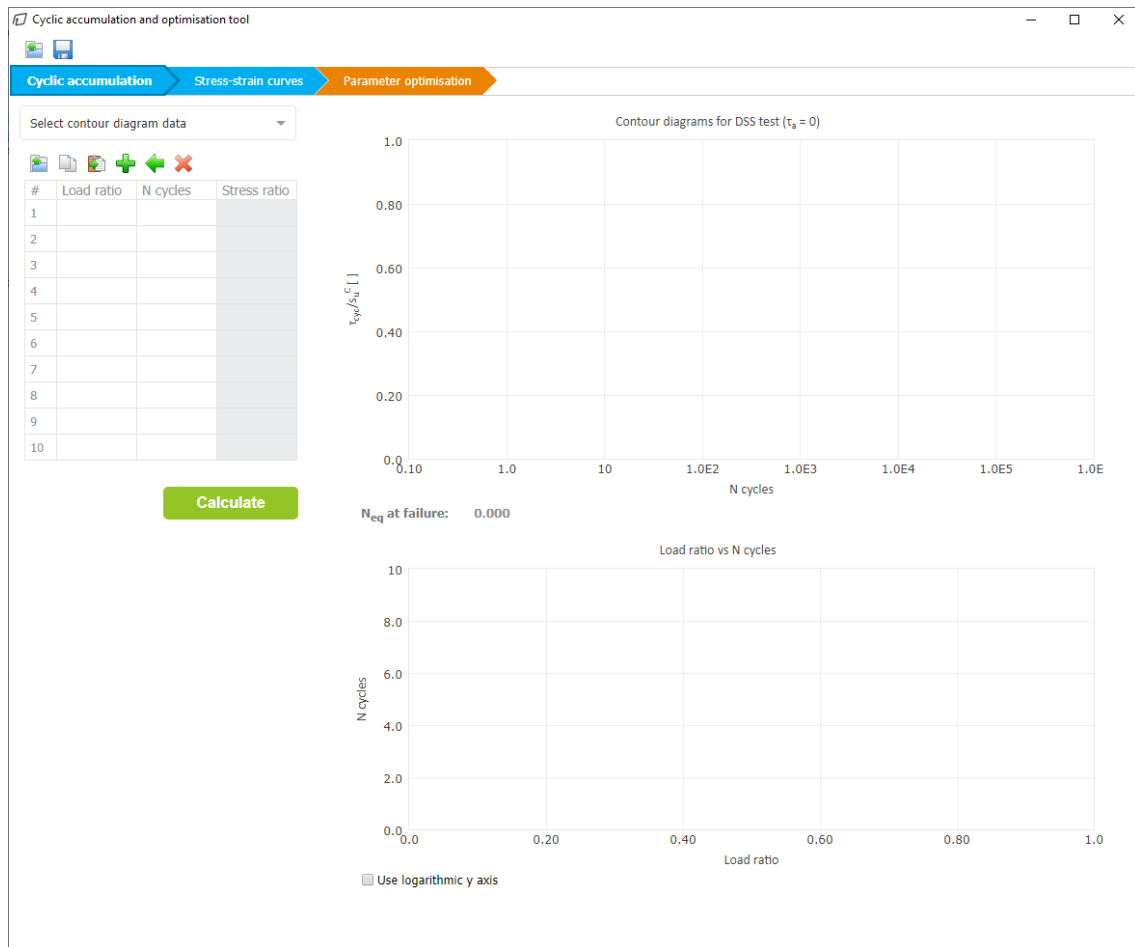 Cyclic accumulation and optimisation tool
Cyclic accumulation
Stress-strain curves
Parameter optimisation
Select contour diagram data
# Load ratio N cycles Stress ratio
1
2
3
4
5
6
7
8
9
10
Calculate
Contour diagrams for DSS test (τa = 0)
1.0
0.80
0.60
0.40
0.20
0.0
τcyc/suC [ ]
0.10 1.0 10 1.0E2 1.0E3 1.0E4 1.0E5 1.0E
N cycles
Neq at failure: 0.000
Load ratio vs N cycles
10
8.0
6.0
4.0
2.0
0.0
N cycles
0.0 0.20 0.40 0.60 0.80 1.0
Load ratio
Use logarithmic y axis